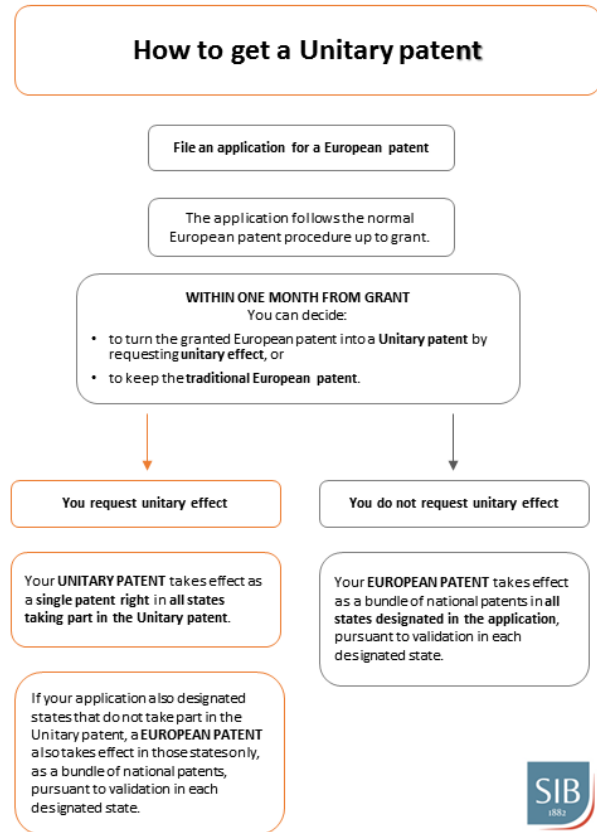 How to get a Unitary patent
File an application for a European patent
The application follows the normal
European patent procedure up to grant.
WITHIN ONE MONTH FROM GRANT
You can decide:
• to turn the granted European patent into a Unitary patent by
requesting unitary effect, or
• to keep the traditional European patent.
You request unitary effect
You do not request unitary effect
Your UNITARY PATENT takes effect as
a single patent right in all states
taking part in the Unitary patent.
Your EUROPEAN PATENT takes effect
as a bundle of national patents in all
states designated in the application,
pursuant to validation in each
designated state.
If your application also designated
states that do not take part in the
Unitary patent, a EUROPEAN PATENT
also takes effect in those states only,
as a bundle of national patents,
pursuant to validation in each
designated state.
SIB
1882